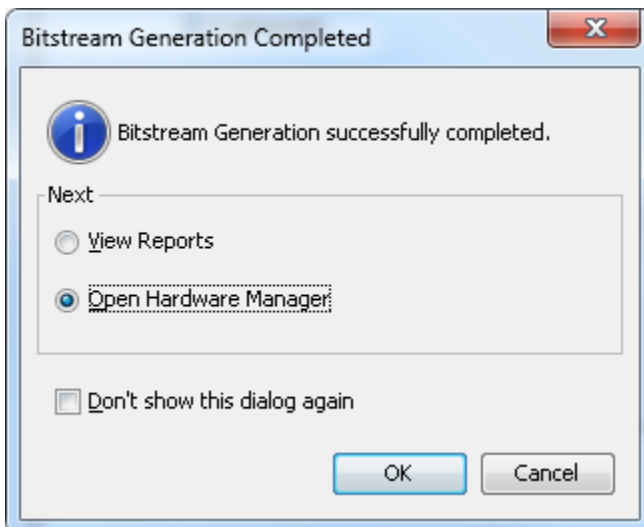 Bitstream Generation Completed
Bitstream Generation successfully completed.
Next
View Reports
Open Hardware Manager
Don't show this dialog again
OK
Cancel